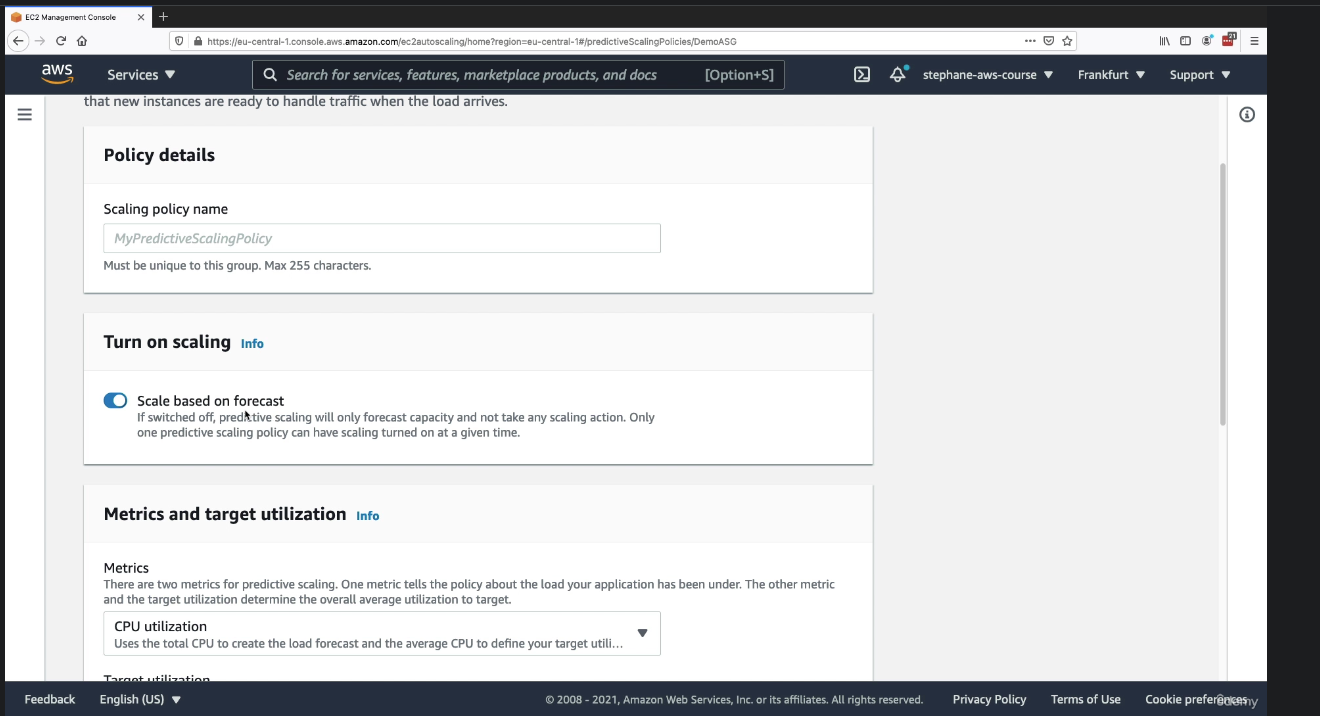 EC2 Management Console
https://eu-central-1.console.aws.amazon.com/ec2autoscaling/home?region=eu-central-1#/predictiveScalingPolicies/DemoASG
21
aws
Services
Search for services, features, marketplace products, and docs
[Option+S]
stephane-aws-course
Frankfurt
Support
that new instances are ready to handle traffic when the load arrives.
Policy details
Scaling policy name
MyPredictiveScalingPolicy
Must be unique to this group. Max 255 characters.
Turn on scaling Info
Scale based on forecast
If switched off, predictive scaling will only forecast capacity and not take any scaling action. Only
one predictive scaling policy can have scaling turned on at a given time.
Metrics and target utilization Info
Metrics
There are two metrics for predictive scaling. One metric tells the policy about the load your application has been under. The other metric
and the target utilization determine the overall average utilization to target.
CPU utilization
Uses the total CPU to create the load forecast and the average CPU to define your target utili...
Target utilization
Feedback
English (US)
© 2008 - 2021, Amazon Web Services, Inc. or its affiliates. All rights reserved.
Privacy Policy
Terms of Use
Cookie preferences
Udemy